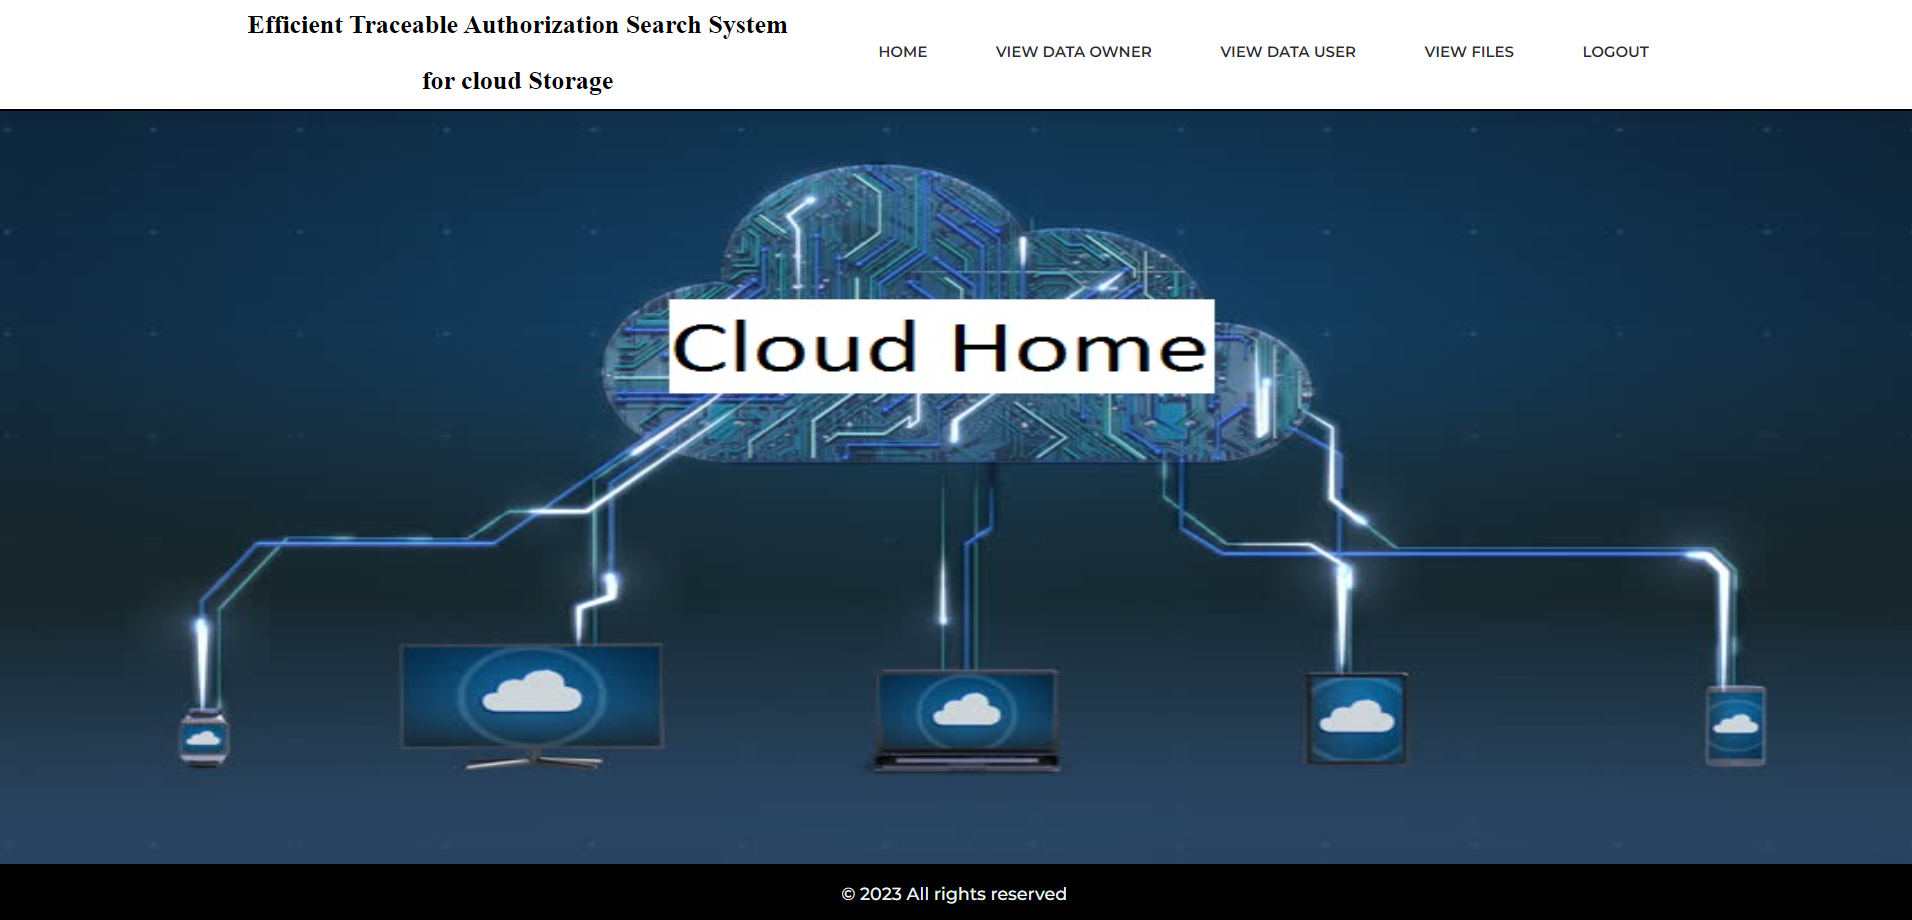 Efficient Traceable Authorization Search System
for cloud Storage
HOME
VIEW DATA OWNER
VIEW DATA USER
VIEW FILES
LOGOUT
Cloud Home
© 2023 All rights reserved